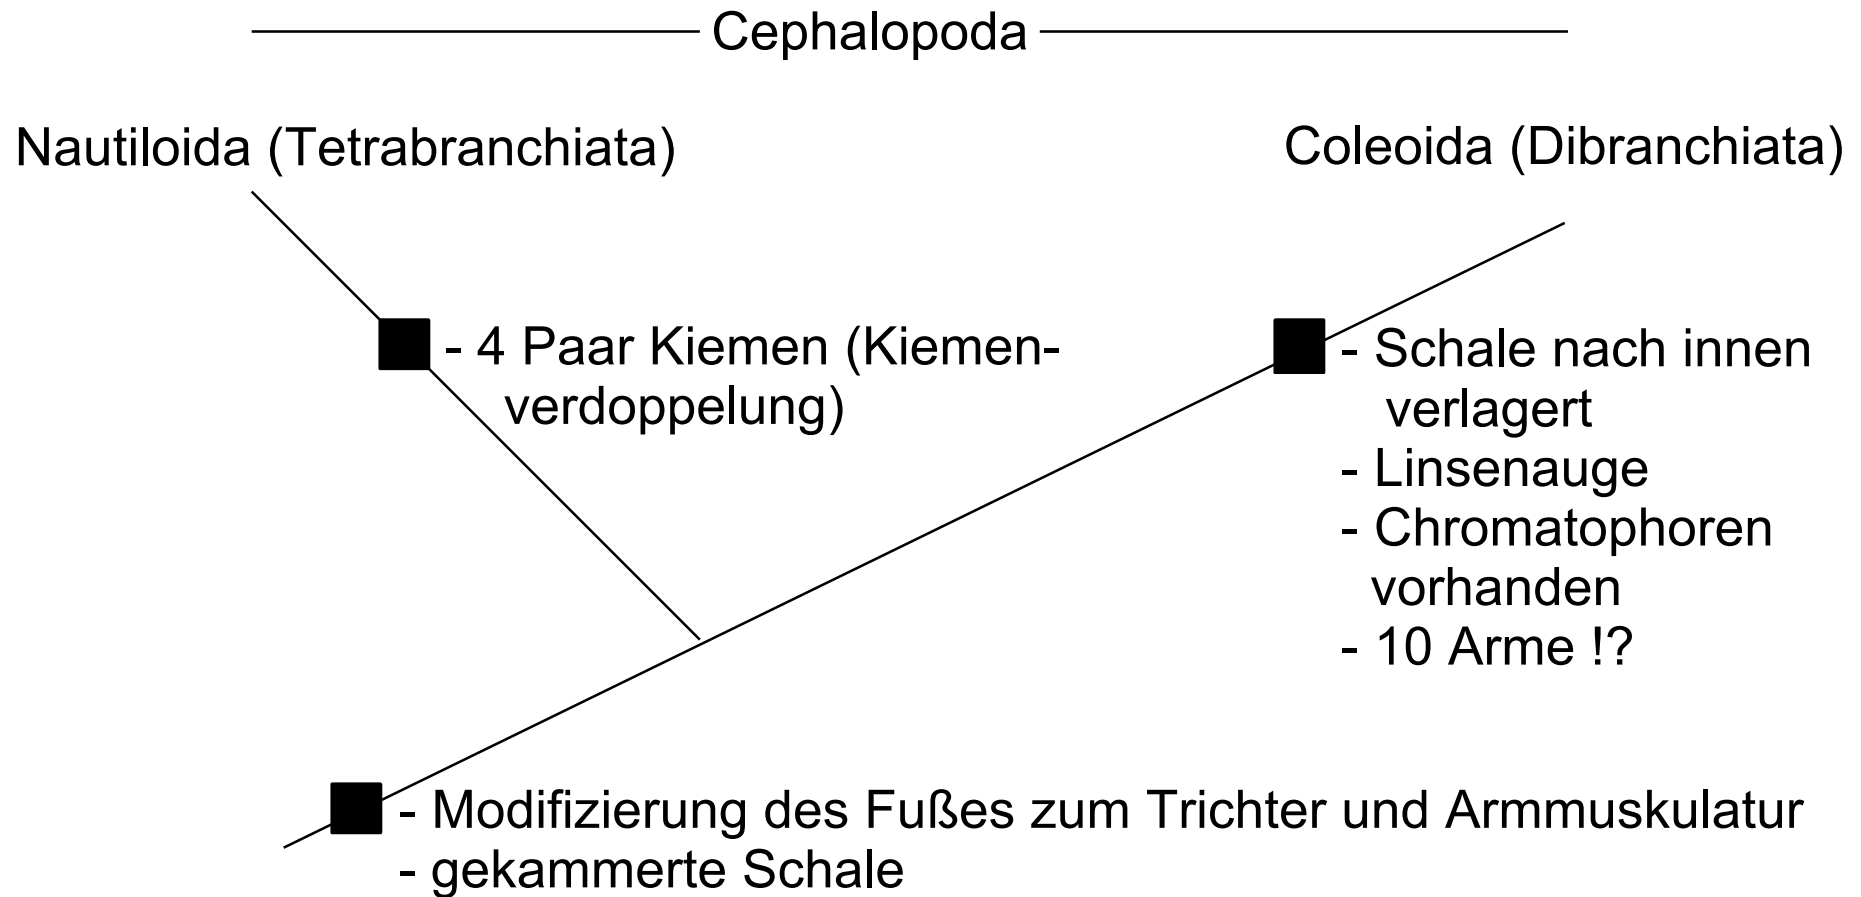 Cephalopoda
Nautiloida (Tetrabranchiata)
Coleoida (Dibranchiata)
- 4 Paar Kiemen (Kiemen-
verdoppelung)
- Schale nach innen
verlagert
- Linsenauge
- Chromatophoren
vorhanden
- 10 Arme !?
- Modifizierung des Fußes zum Trichter und Armmuskulatur
- gekammerte Schale